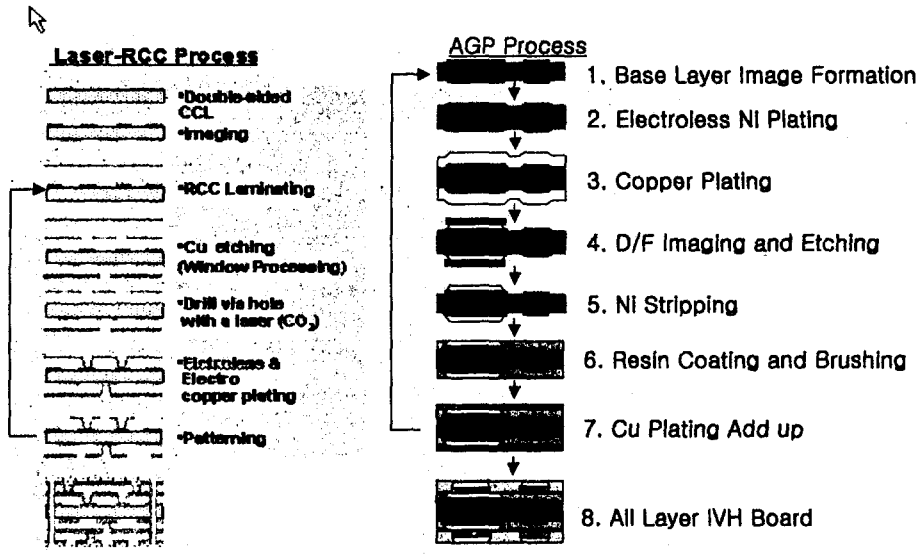 Laser-RCC Process
•Double-sided
CCL
•Imaging
•RCC Laminating
•Cu etching
(Window Processing)
•Drill via hole
with a laser (CO₂)
•Elctroless &
Electro
copper plating
•Patterning
AGP Process
1. Base Layer Image Formation
2. Electroless Ni Plating
3. Copper Plating
4. D/F Imaging and Etching
5. Ni Stripping
6. Resin Coating and Brushing
7. Cu Plating Add up
8. All Layer IVH Board